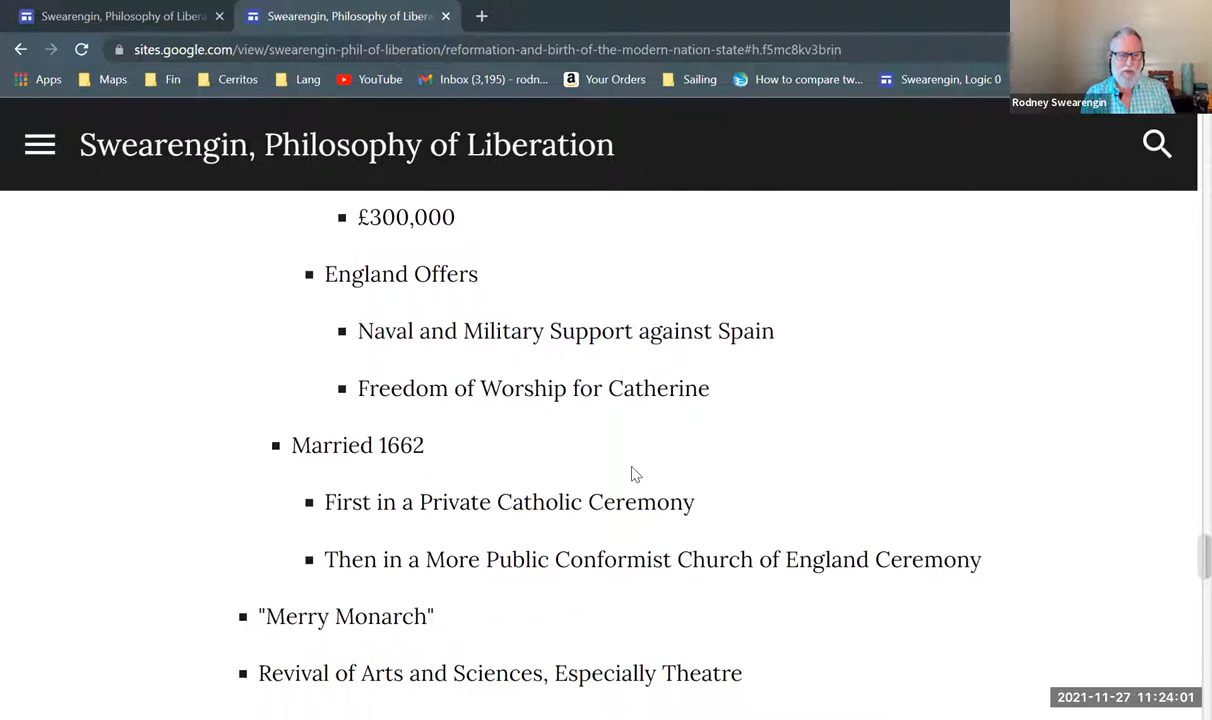 Swearengin, Philosophy of Libera
Swearengin, Philosophy of Libera
sites.google.com/view/swearengin-phil-of-liberation/reformation-and-birth-of-the-modern-nation-state#h.f5mc8kv3brin
Apps Maps Fin Cerritos Lang YouTube Inbox (3,195) - rodn... Your Orders Sailing How to compare tw... Swearengin, Logic 0
Rodney Swearengin
Swearengin, Philosophy of Liberation
£300,000
England Offers
Naval and Military Support against Spain
Freedom of Worship for Catherine
Married 1662
First in a Private Catholic Ceremony
Then in a More Public Conformist Church of England Ceremony
"Merry Monarch"
Revival of Arts and Sciences, Especially Theatre
2021-11-27 11:24:01